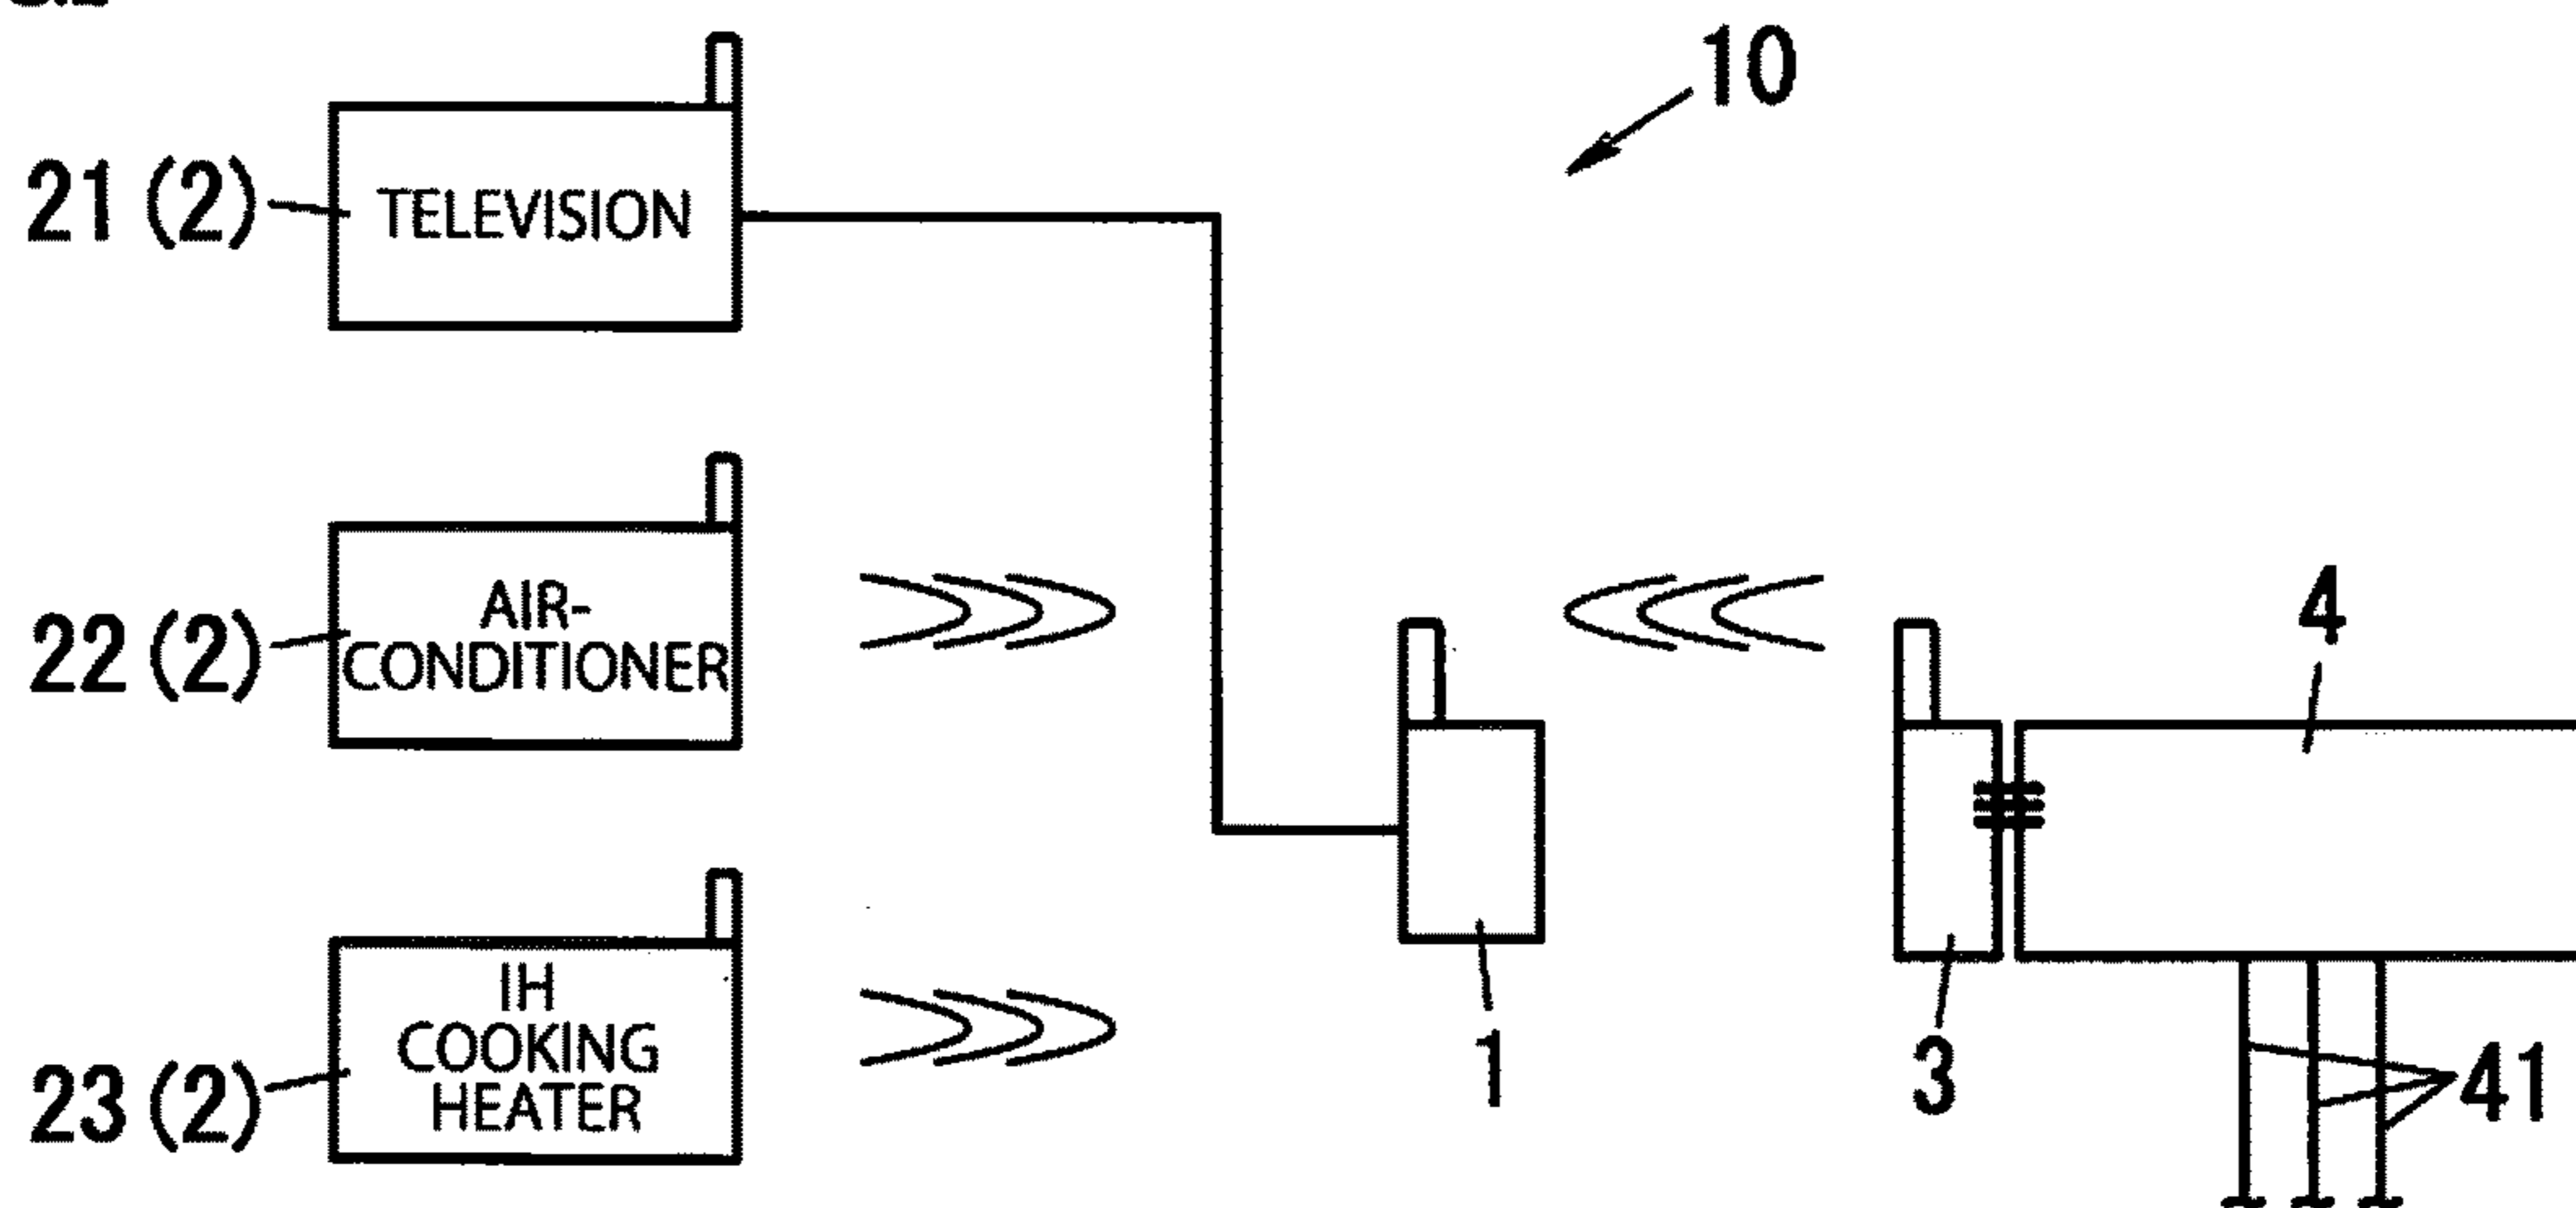 10
21 (2)
TELEVISION
22 (2)
AIR-
CONDITIONER
4
23 (2)
IH
COOKING
HEATER
1
3
41